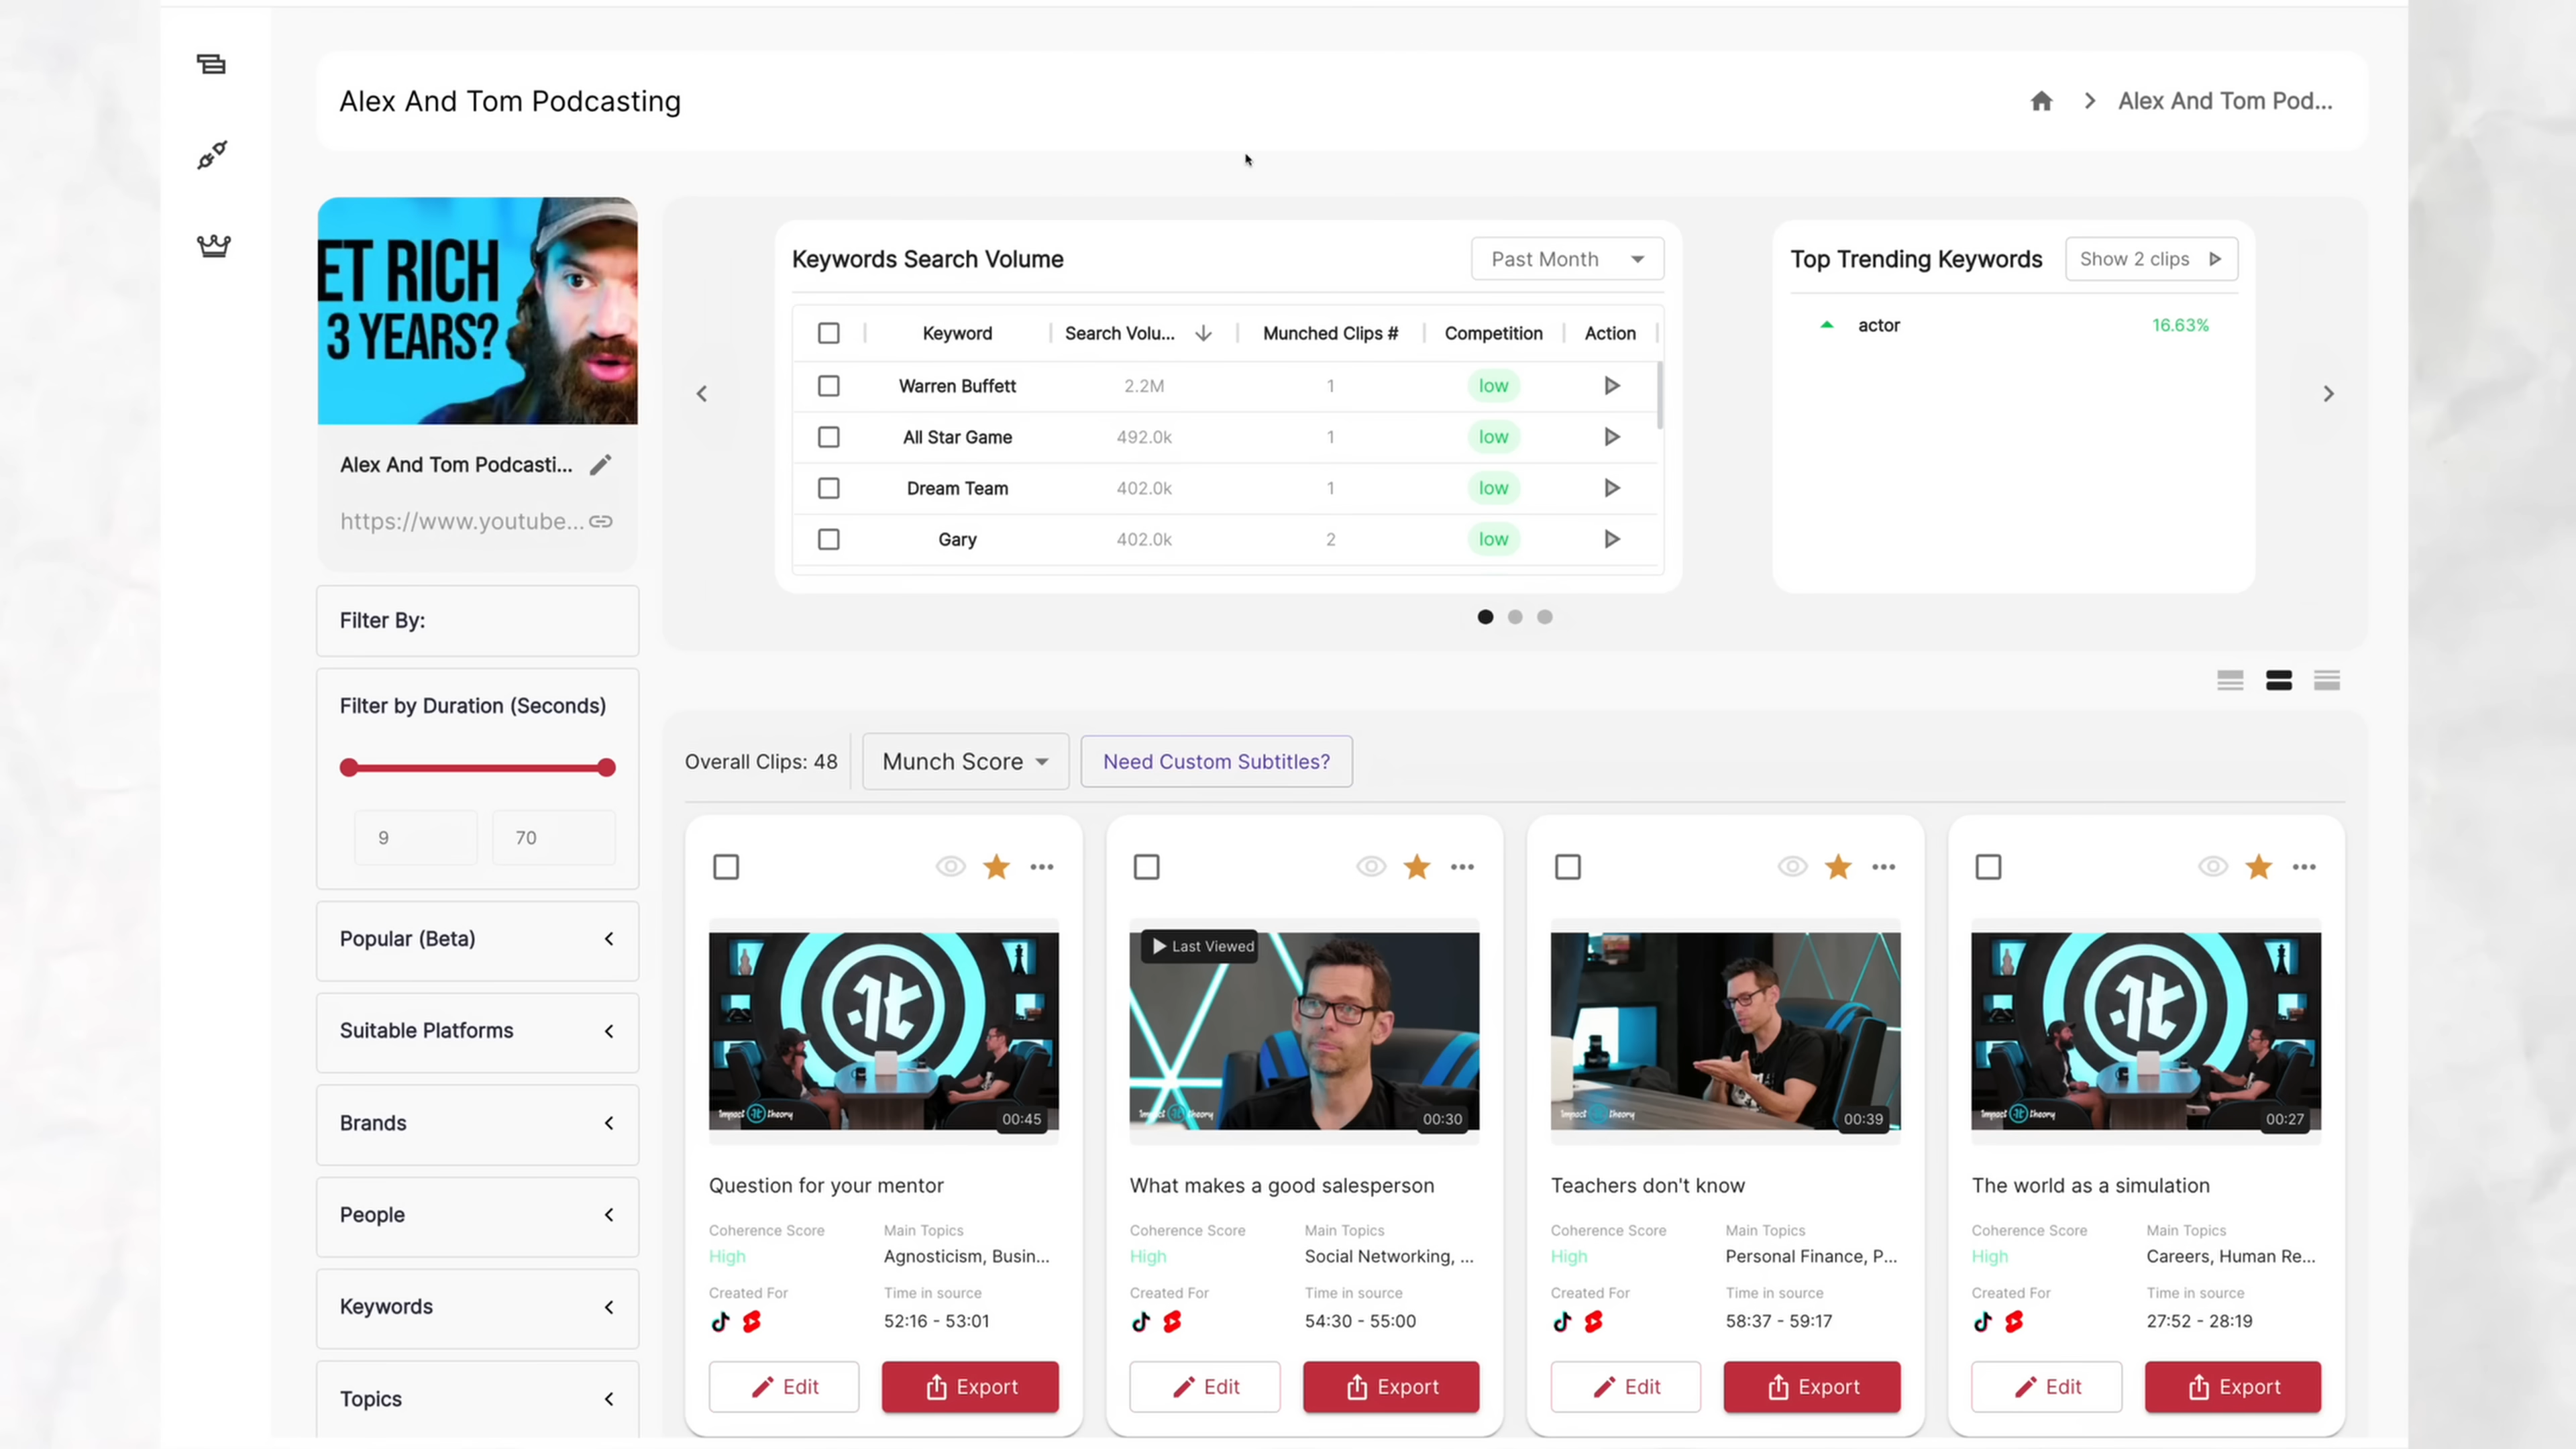 Alex And Tom Podcasting
Alex And Tom Pod...
ET RICH
3 YEARS?
Alex And Tom Podcasti...
https://www.youtube...
Keywords Search Volume
Past Month
Keyword Search Volu... Munched Clips # Competition Action
Warren Buffett 2.2M 1 low
All Star Game 492.0k 1 low
Dream Team 402.0k 1 low
Gary 402.0k 2 low
Top Trending Keywords
Show 2 clips
actor 16.63%
Filter By:
Filter by Duration (Seconds)
9 70
Popular (Beta)
Suitable Platforms
Brands
People
Keywords
Topics
Overall Clips: 48
Munch Score
Need Custom Subtitles?
impact theory
00:45
Question for your mentor
Coherence Score Main Topics
High Agnosticism, Busin...
Created For Time in source
52:16 - 53:01
Edit Export
Last Viewed
impact theory
00:30
What makes a good salesperson
Coherence Score Main Topics
High Social Networking, ...
Created For Time in source
54:30 - 55:00
Edit Export
impact theory
00:39
Teachers don't know
Coherence Score Main Topics
High Personal Finance, P...
Created For Time in source
58:37 - 59:17
Edit Export
impact theory
00:27
The world as a simulation
Coherence Score Main Topics
High Careers, Human Re...
Created For Time in source
27:52 - 28:19
Edit Export